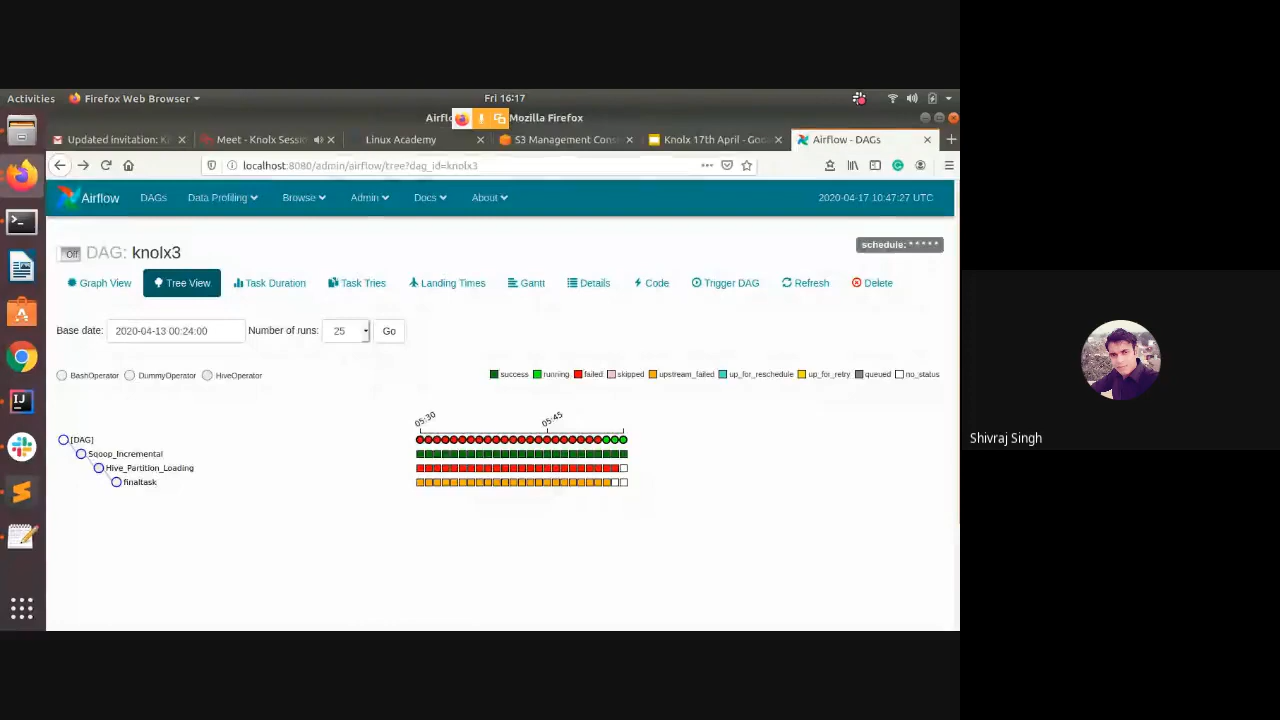 Activities Firefox Web Browser Fri 16:17
Airfl Mozilla Firefox
Updated invitation: K Meet - Knolx Sessi Linux Academy S3 Management Cons Knolx 17th April - Goo Airflow - DAGs
localhost:8080/admin/airflow/tree?dag_id=knolx3
Airflow DAGs Data Profiling Browse Admin Docs About 2020-04-17 10:47:27 UTC
Off DAG: knolx3 schedule: * * * * *
Graph View Tree View Task Duration Task Tries Landing Times Gantt Details Code Trigger DAG Refresh Delete
Base date: 2020-04-13 00:24:00 Number of runs: 25 Go
BashOperator DummyOperator HiveOperator success running failed skipped upstream_failed up_for_reschedule up_for_retry queued no_status
05:30 05:45
[DAG]
Sqoop_Incremental
Hive_Partition_Loading
finaltask
Shivraj Singh